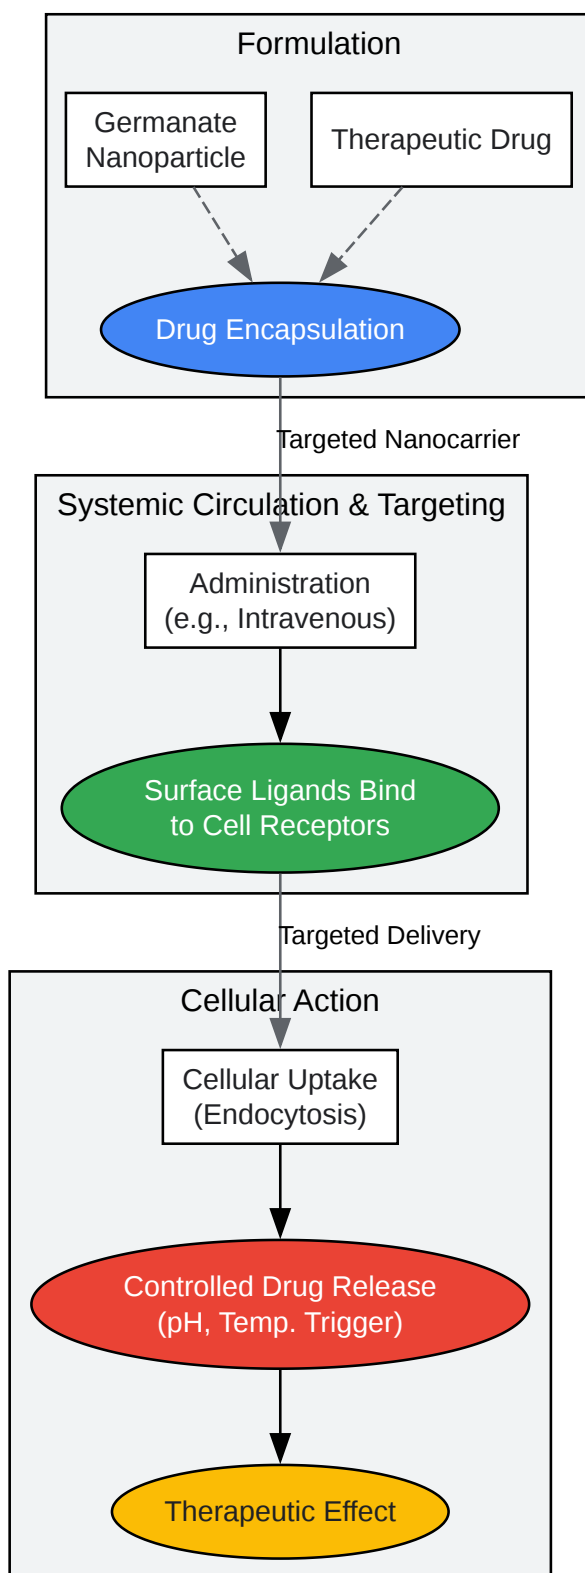 Formulation
Germanate
Nanoparticle
Therapeutic Drug
Drug Encapsulation
Targeted Nanocarrier
Systemic Circulation & Targeting
Administration
(e.g., Intravenous)
Surface Ligands Bind
to Cell Receptors
Targeted Delivery
Cellular Action
Cellular Uptake
(Endocytosis)
Controlled Drug Release
(pH, Temp. Trigger)
Therapeutic Effect